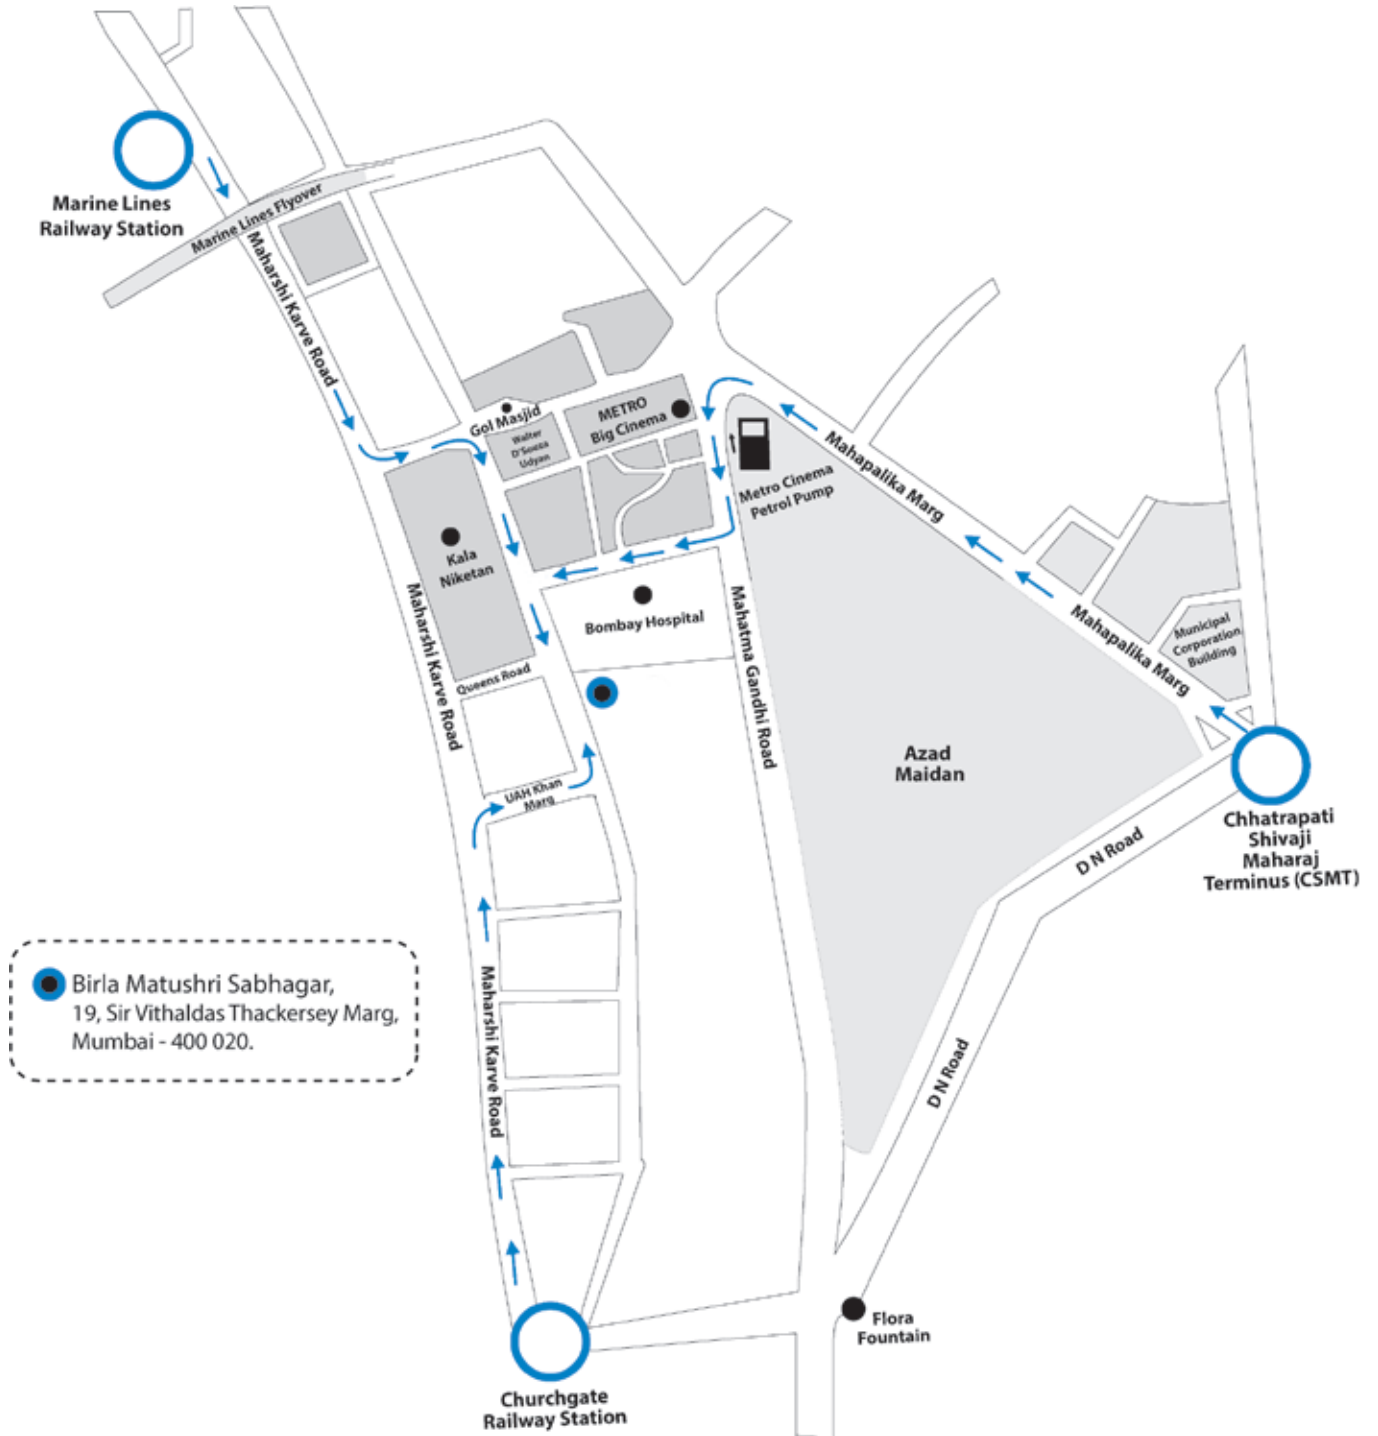 Marine Lines
Railway Station
Marine Lines Flyover
Maharshi Karve Road
Gol Masjid
Walter
D'Souza
Udyan
METRO
Big Cinema
Metro Cinema
Petrol Pump
Mahapalika Marg
Kala
Niketan
Maharshi Karve Road
Queens Road
Bombay Hospital
Mahatma Gandhi Road
Mahapalika Marg
Municipal
Corporation
Building
Azad
Maidan
UAH Khan
Marg
Chhatrapati
Shivaji
Maharaj
Terminus (CSMT)
D N Road
Birla Matushri Sabhagar,
19, Sir Vithaldas Thackersey Marg,
Mumbai - 400 020.
Maharshi Karve Road
D N Road
Flora
Fountain
Churchgate
Railway Station